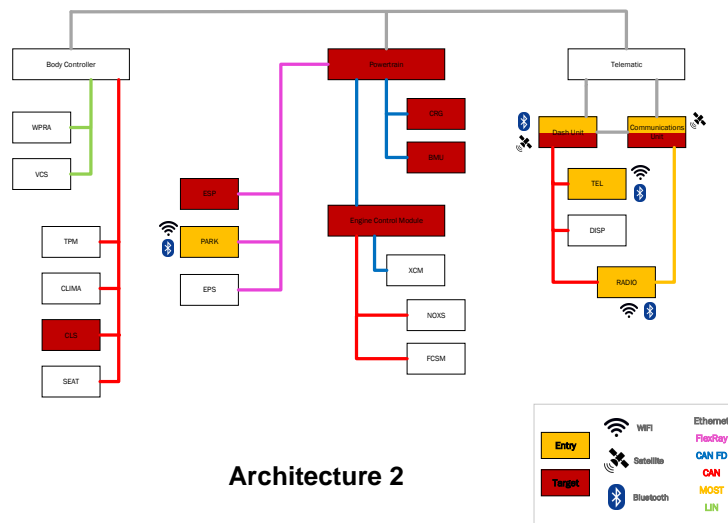 Body Controller
Powertrain
Telematic
WPRA
VCS
TPM
CLIMA
CLS
SEAT
ESP
PARK
EPS
BMU
Engine Control Module
XCM
NOXS
FCSM
Dash Unit
Communications
Unit
TEL
DISP
RADIO
Architecture 2
Entry
Target
WiFi
Satellite
Bluetooth
Ethernet
FlexRay
CAN FD
CAN
MOST
LIN